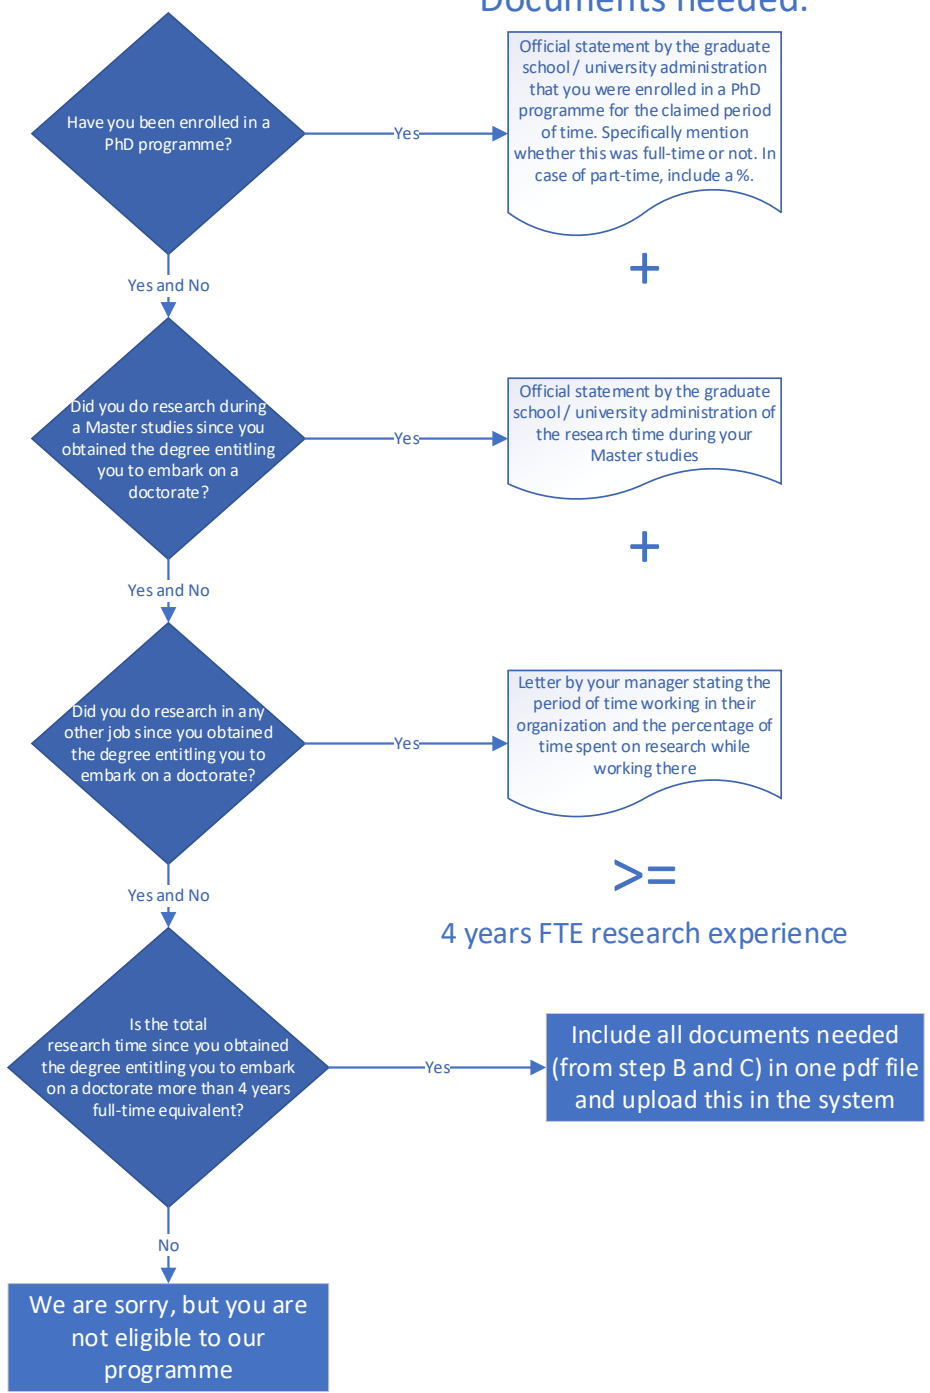 Documents needed:
Have you been enrolled in a
PhD programme?
Yes
Official statement by the graduate
school / university administration
that you were enrolled in a PhD
programme for the claimed period
of time. Specifically mention
whether this was full-time or not. In
case of part-time, include a %.
+
Yes and No
Did you do research during
a Master studies since you
obtained the degree entitling
you to embark on a
doctorate?
Yes
Official statement by the graduate
school / university administration of
the research time during your
Master studies
+
Yes and No
Did you do research in any
other job since you obtained
the degree entitling you to
embark on a doctorate?
Yes
Letter by your manager stating the
period of time working in their
organization and the percentage of
time spent on research while
working there
>=
4 years FTE research experience
Yes and No
Is the total
research time since you obtained
the degree entitling you to embark
on a doctorate more than 4 years
full-time equivalent?
Yes
Include all documents needed
(from step B and C) in one pdf file
and upload this in the system
No
We are sorry, but you are
not eligible to our
programme